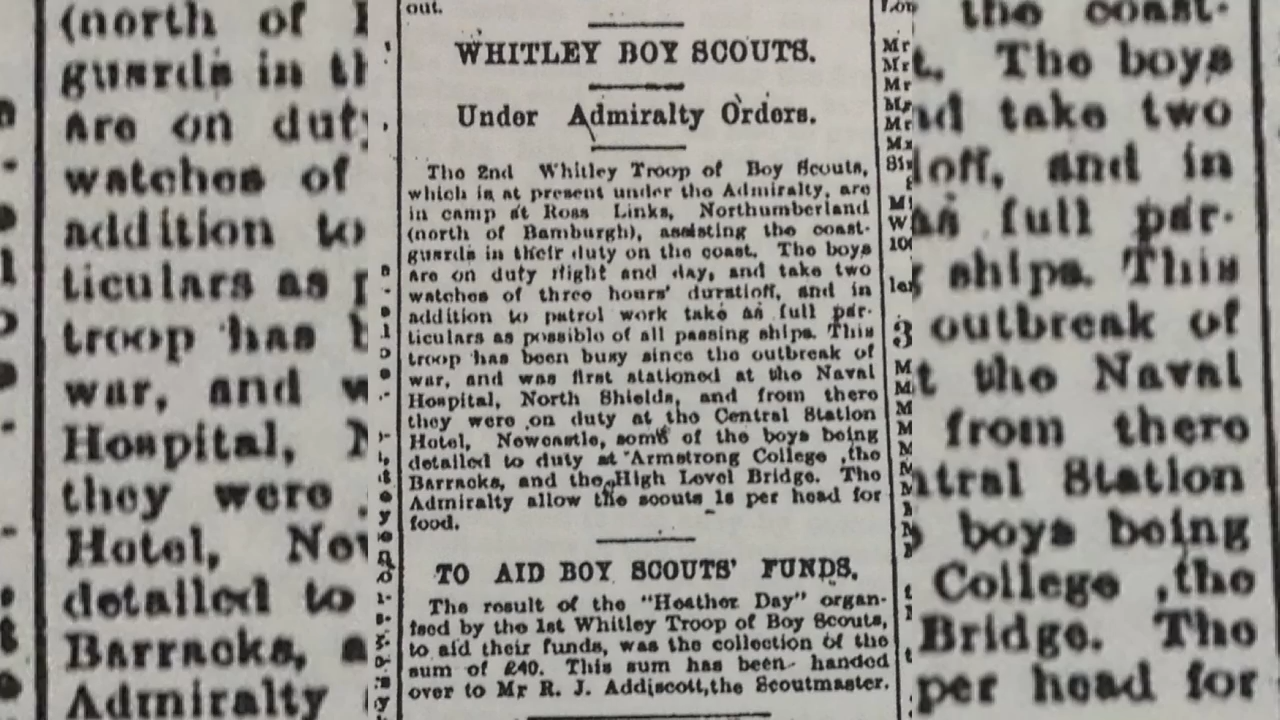 out.
WHITLEY BOY SCOUTS.
Under Admiralty Orders.
The 2nd Whitley Troop of Boy Scouts,
which is at present under the Admiralty, are
in camp at Ross Links, Northumberland
(north of Bamburgh), assisting the coast-
guards in their duty on the coast. The boys
are on duty night and day, and take two
watches of three hours' duration, and in
addition to patrol work take as full par-
ticulars as possible of all passing ships. This
troop has been busy since the outbreak of
war, and was first stationed at the Naval
Hospital, North Shields, and from there
they were on duty at the Central Station
Hotel, Newcastle, some of the boys being
detailed to duty at Armstrong College ,the
Barracks, and the High Level Bridge. The
Admiralty allow the scouts 1s per head for
food.
TO AID BOY SCOUTS' FUNDS.
The result of the "Heather Day" organ-
ised by the 1st Whitley Troop of Boy Scouts,
to aid their funds, was the collection of the
sum of £40. This sum has been handed
over to Mr R. J. Addiscott, the Scoutmaster.